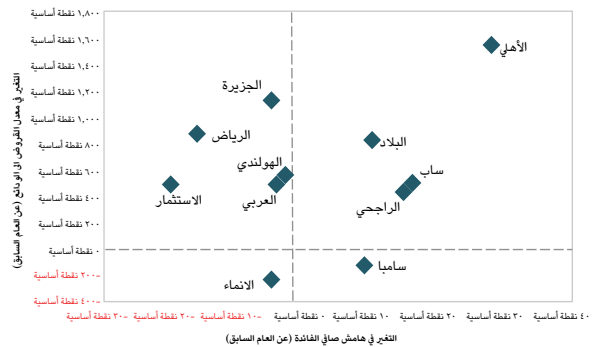 ١,٨٠٠ نقطة أساسية
١,٦٠٠ نقطة أساسية
١,٤٠٠ نقطة أساسية
١,٢٠٠ نقطة أساسية
١,٠٠٠ نقطة أساسية
٨٠٠ نقطة أساسية
٦٠٠ نقطة أساسية
٤٠٠ نقطة أساسية
٢٠٠ نقطة أساسية
٠ نقطة أساسية
-٢٠٠ نقطة أساسية
-٤٠٠ نقطة أساسية
التغير في معدل القروض الى الودائع (عن العام السابق)
الأهلي
الجزيرة
الرياض
البلاد
الهولندي
ساب
الاستثمار
العربي
الراجحي
سامبا
الانماء
-٣٠ نقطة أساسية
-٢٠ نقطة أساسية
-١٠ نقطة أساسية
٠ نقطة أساسية
١٠ نقطة أساسية
٢٠ نقطة أساسية
٣٠ نقطة أساسية
٤٠ نقطة أساسية
التغير في هامش صافي الفائدة (عن العام السابق)